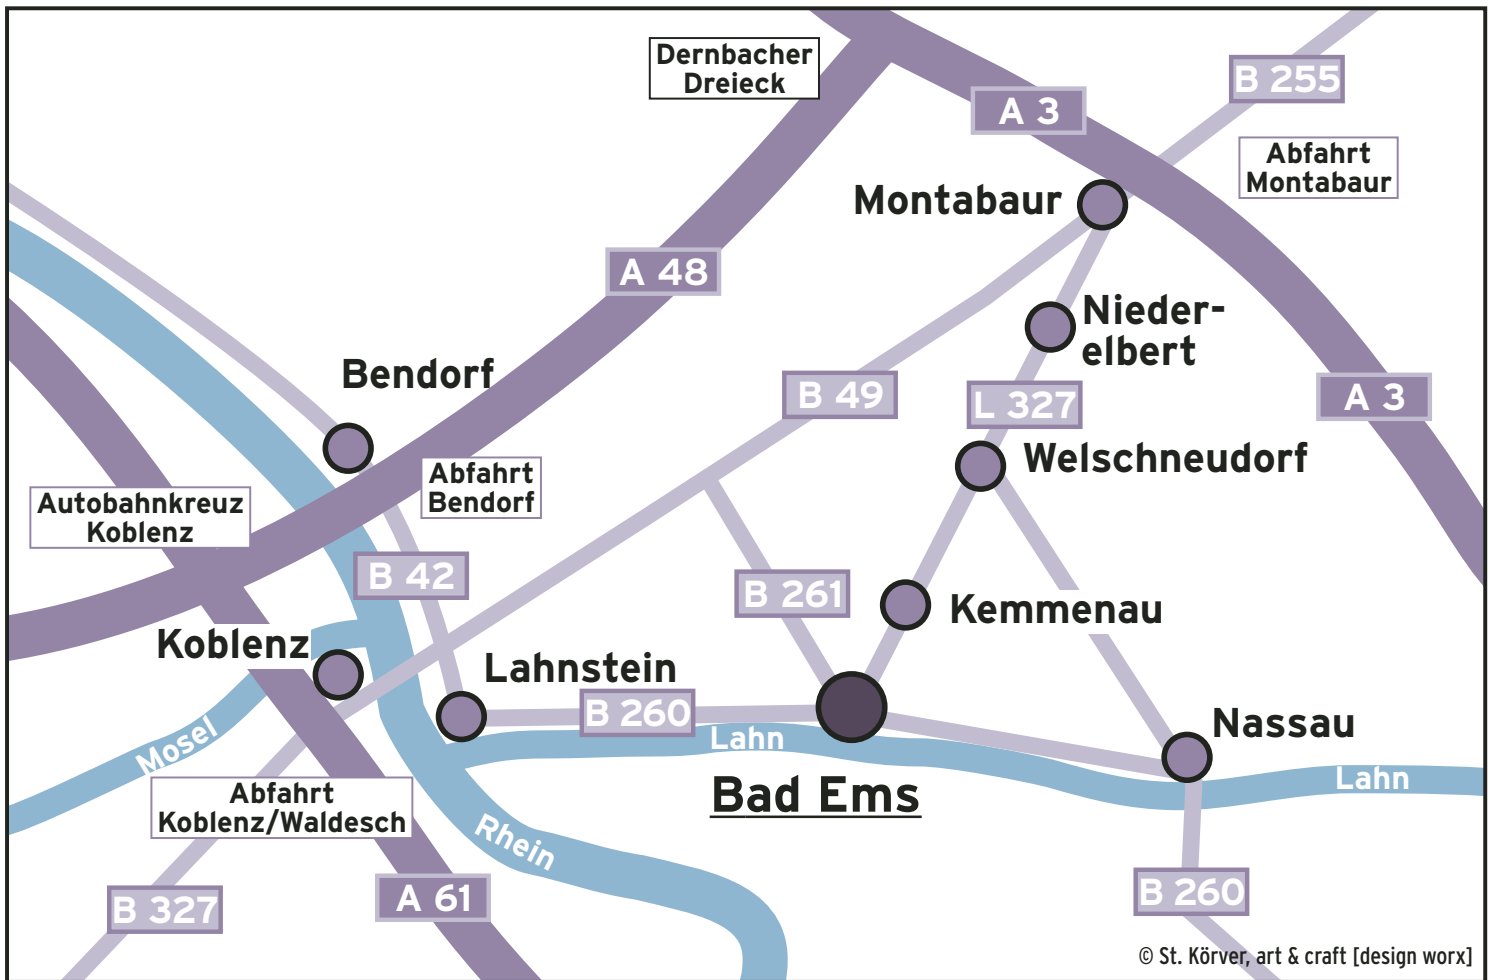 Dernbacher
Dreieck
B 255
A 3
Abfahrt
Montabaur
Montabaur
A 48
Nieder-
elbert
Bendorf
B 49
L 327
A 3
Welschneudorf
Abfahrt
Bendorf
Autobahnkreuz
Koblenz
B 42
B 261
Kemmenau
Koblenz
Lahnstein
B 260
Nassau
Mosel
Lahn
Lahn
Bad Ems
Abfahrt
Koblenz/Waldesch
Rhein
B 327
A 61
B 260
© St. Körver, art & craft [design worx]